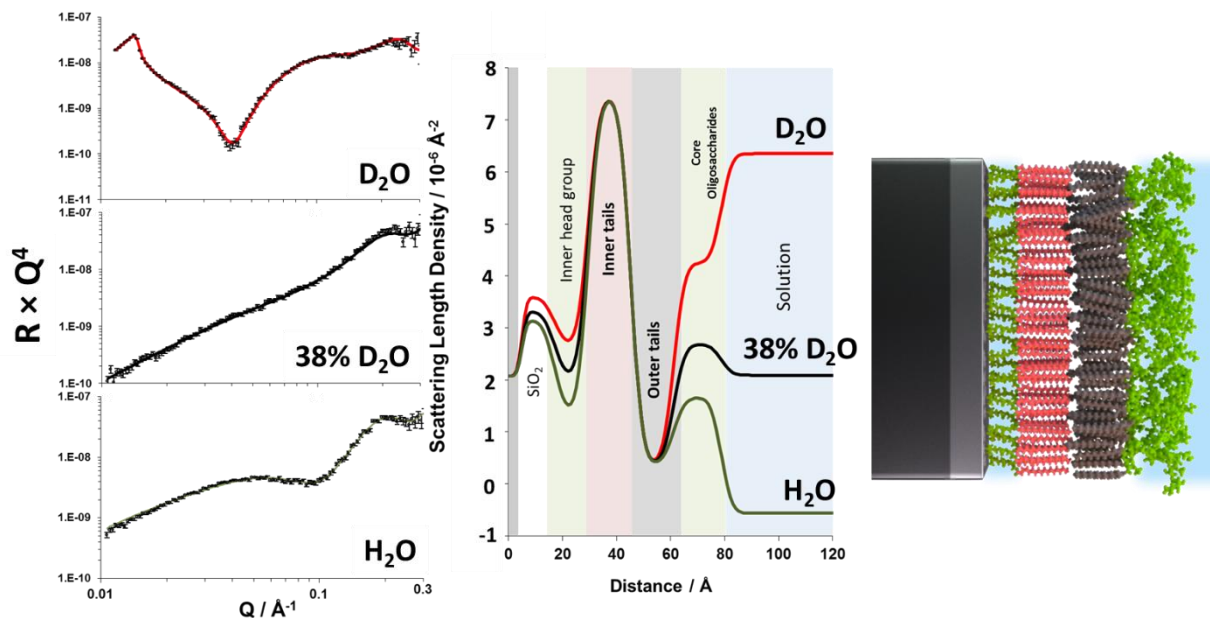 1.E-07
1.E-08
1.E-09
1.E-10
1.E-11
D₂O
1.E-07
1.E-08
1.E-09
1.E-10
38% D₂O
1.E-07
1.E-08
1.E-09
1.E-10
H₂O
0.01
0.1
0.3
Q / Å⁻¹
R × Q⁴
Scattering Length Density / 10⁻⁶ Å⁻²
8
7
6
5
4
3
2
1
0
-1
SiO₂
Inner head group
Inner tails
Outer tails
Core
Oligosaccharides
Solution
D₂O
38% D₂O
H₂O
0
20
40
60
80
100
120
Distance / Å